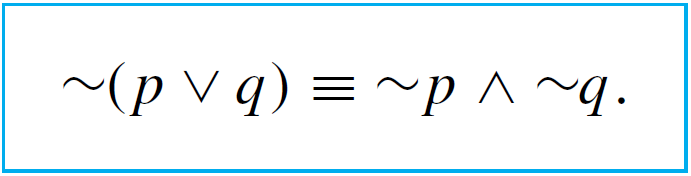 ∼(p ∨ q) ≡ ∼p ∧ ∼q.